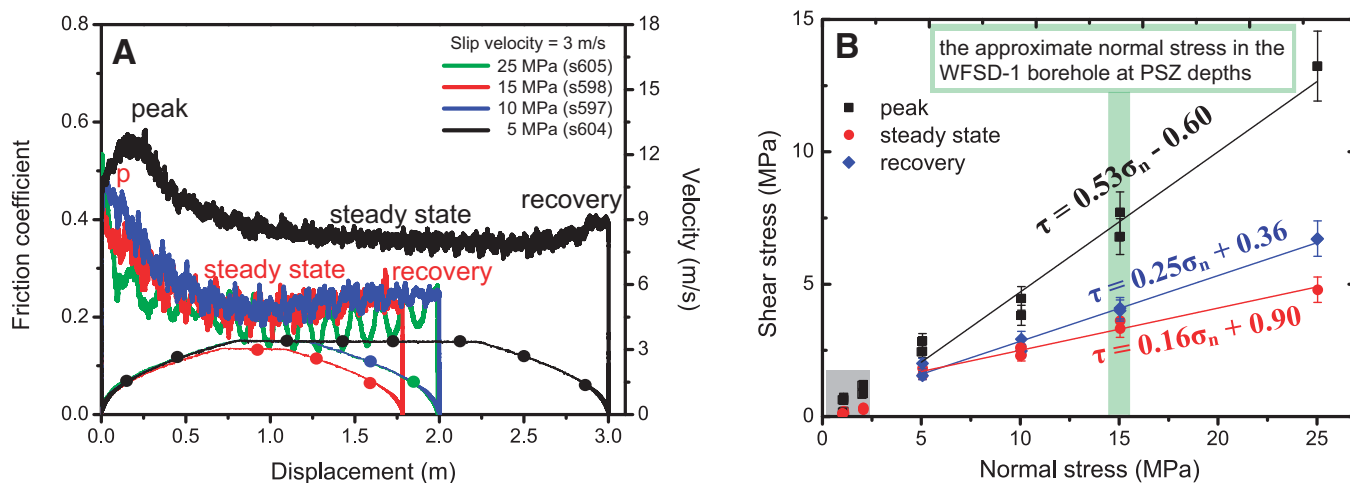 A
Slip velocity = 3 m/s
25 MPa (s605)
15 MPa (s598)
10 MPa (s597)
5 MPa (s604)
peak
p
steady state
recovery
steady state
recovery
Friction coefficient
0.8
0.6
0.4
0.2
0.0
Velocity (m/s)
18
15
12
9
6
3
0
0.0 0.5 1.0 1.5 2.0 2.5 3.0
Displacement (m)
B
the approximate normal stress in the
WFSD-1 borehole at PSZ depths
peak
steady state
recovery
τ = 0.53σn - 0.60
τ = 0.25σn + 0.36
τ = 0.16σn + 0.90
Shear stress (MPa)
15
10
5
0
0 5 10 15 20 25
Normal stress (MPa)